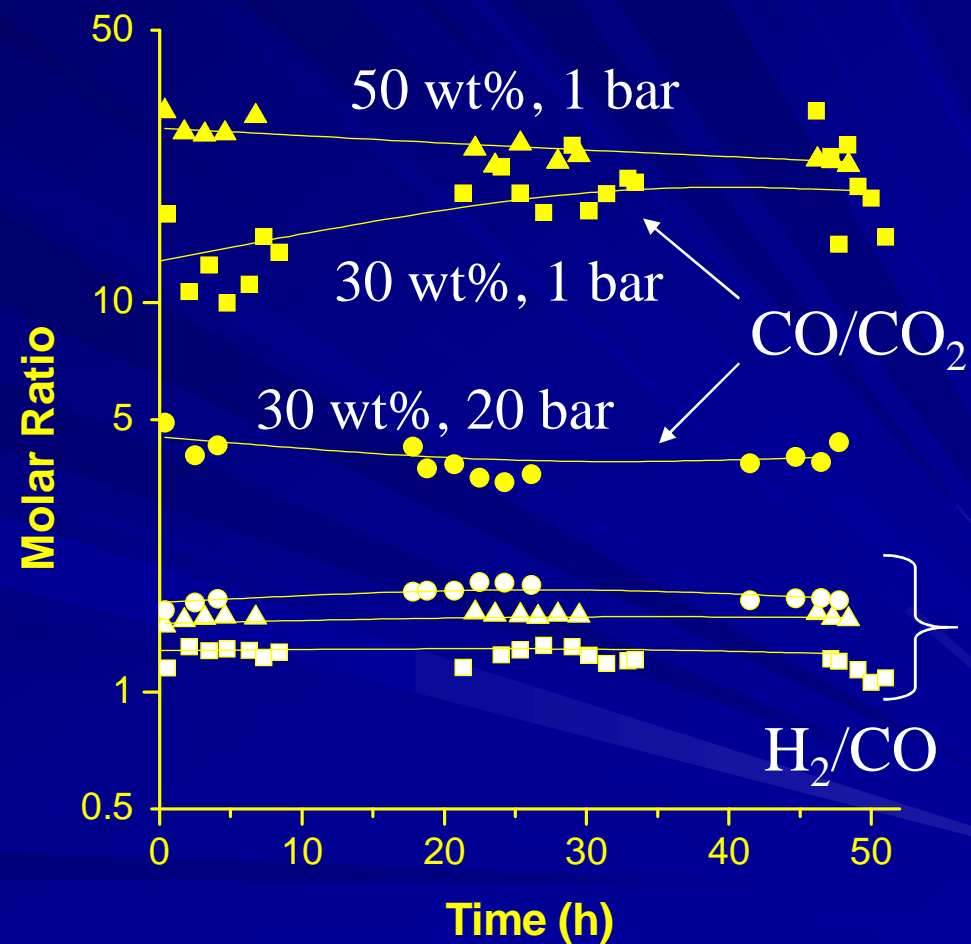 50
50 wt%, 1 bar
10
30 wt%, 1 bar
CO/CO₂
5
30 wt%, 20 bar
Molar Ratio
1
H₂/CO
0.5
0 10 20 30 40 50
Time (h)